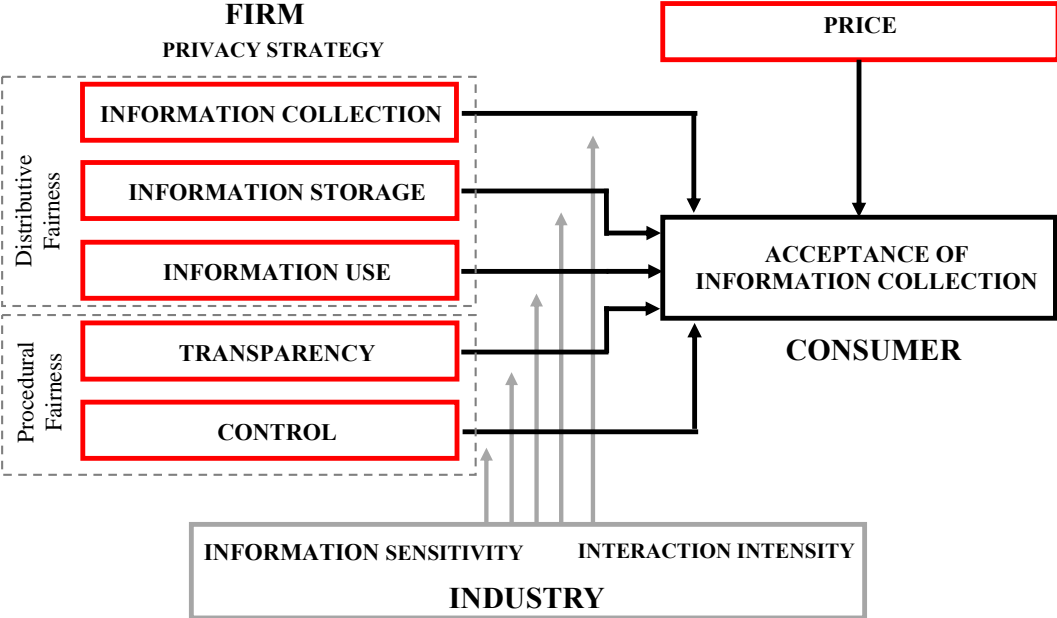 FIRM
PRIVACY STRATEGY
PRICE
Distributive
Fairness
INFORMATION COLLECTION
INFORMATION STORAGE
INFORMATION USE
ACCEPTANCE OF
INFORMATION COLLECTION
CONSUMER
Procedural
Fairness
TRANSPARENCY
CONTROL
INFORMATION SENSITIVITY
INTERACTION INTENSITY
INDUSTRY